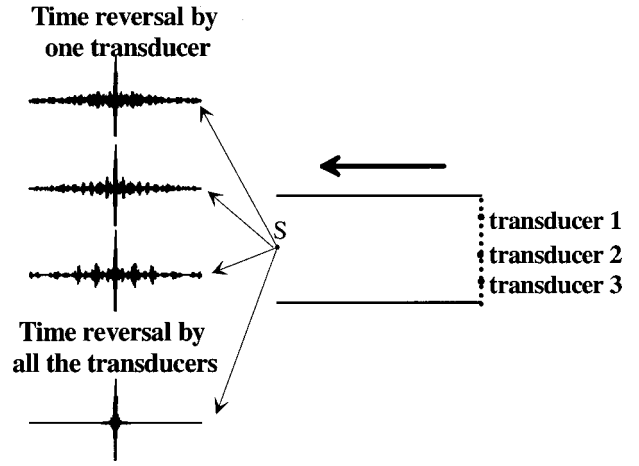 Time reversal by
one transducer
S
transducer 1
transducer 2
transducer 3
Time reversal by
all the transducers